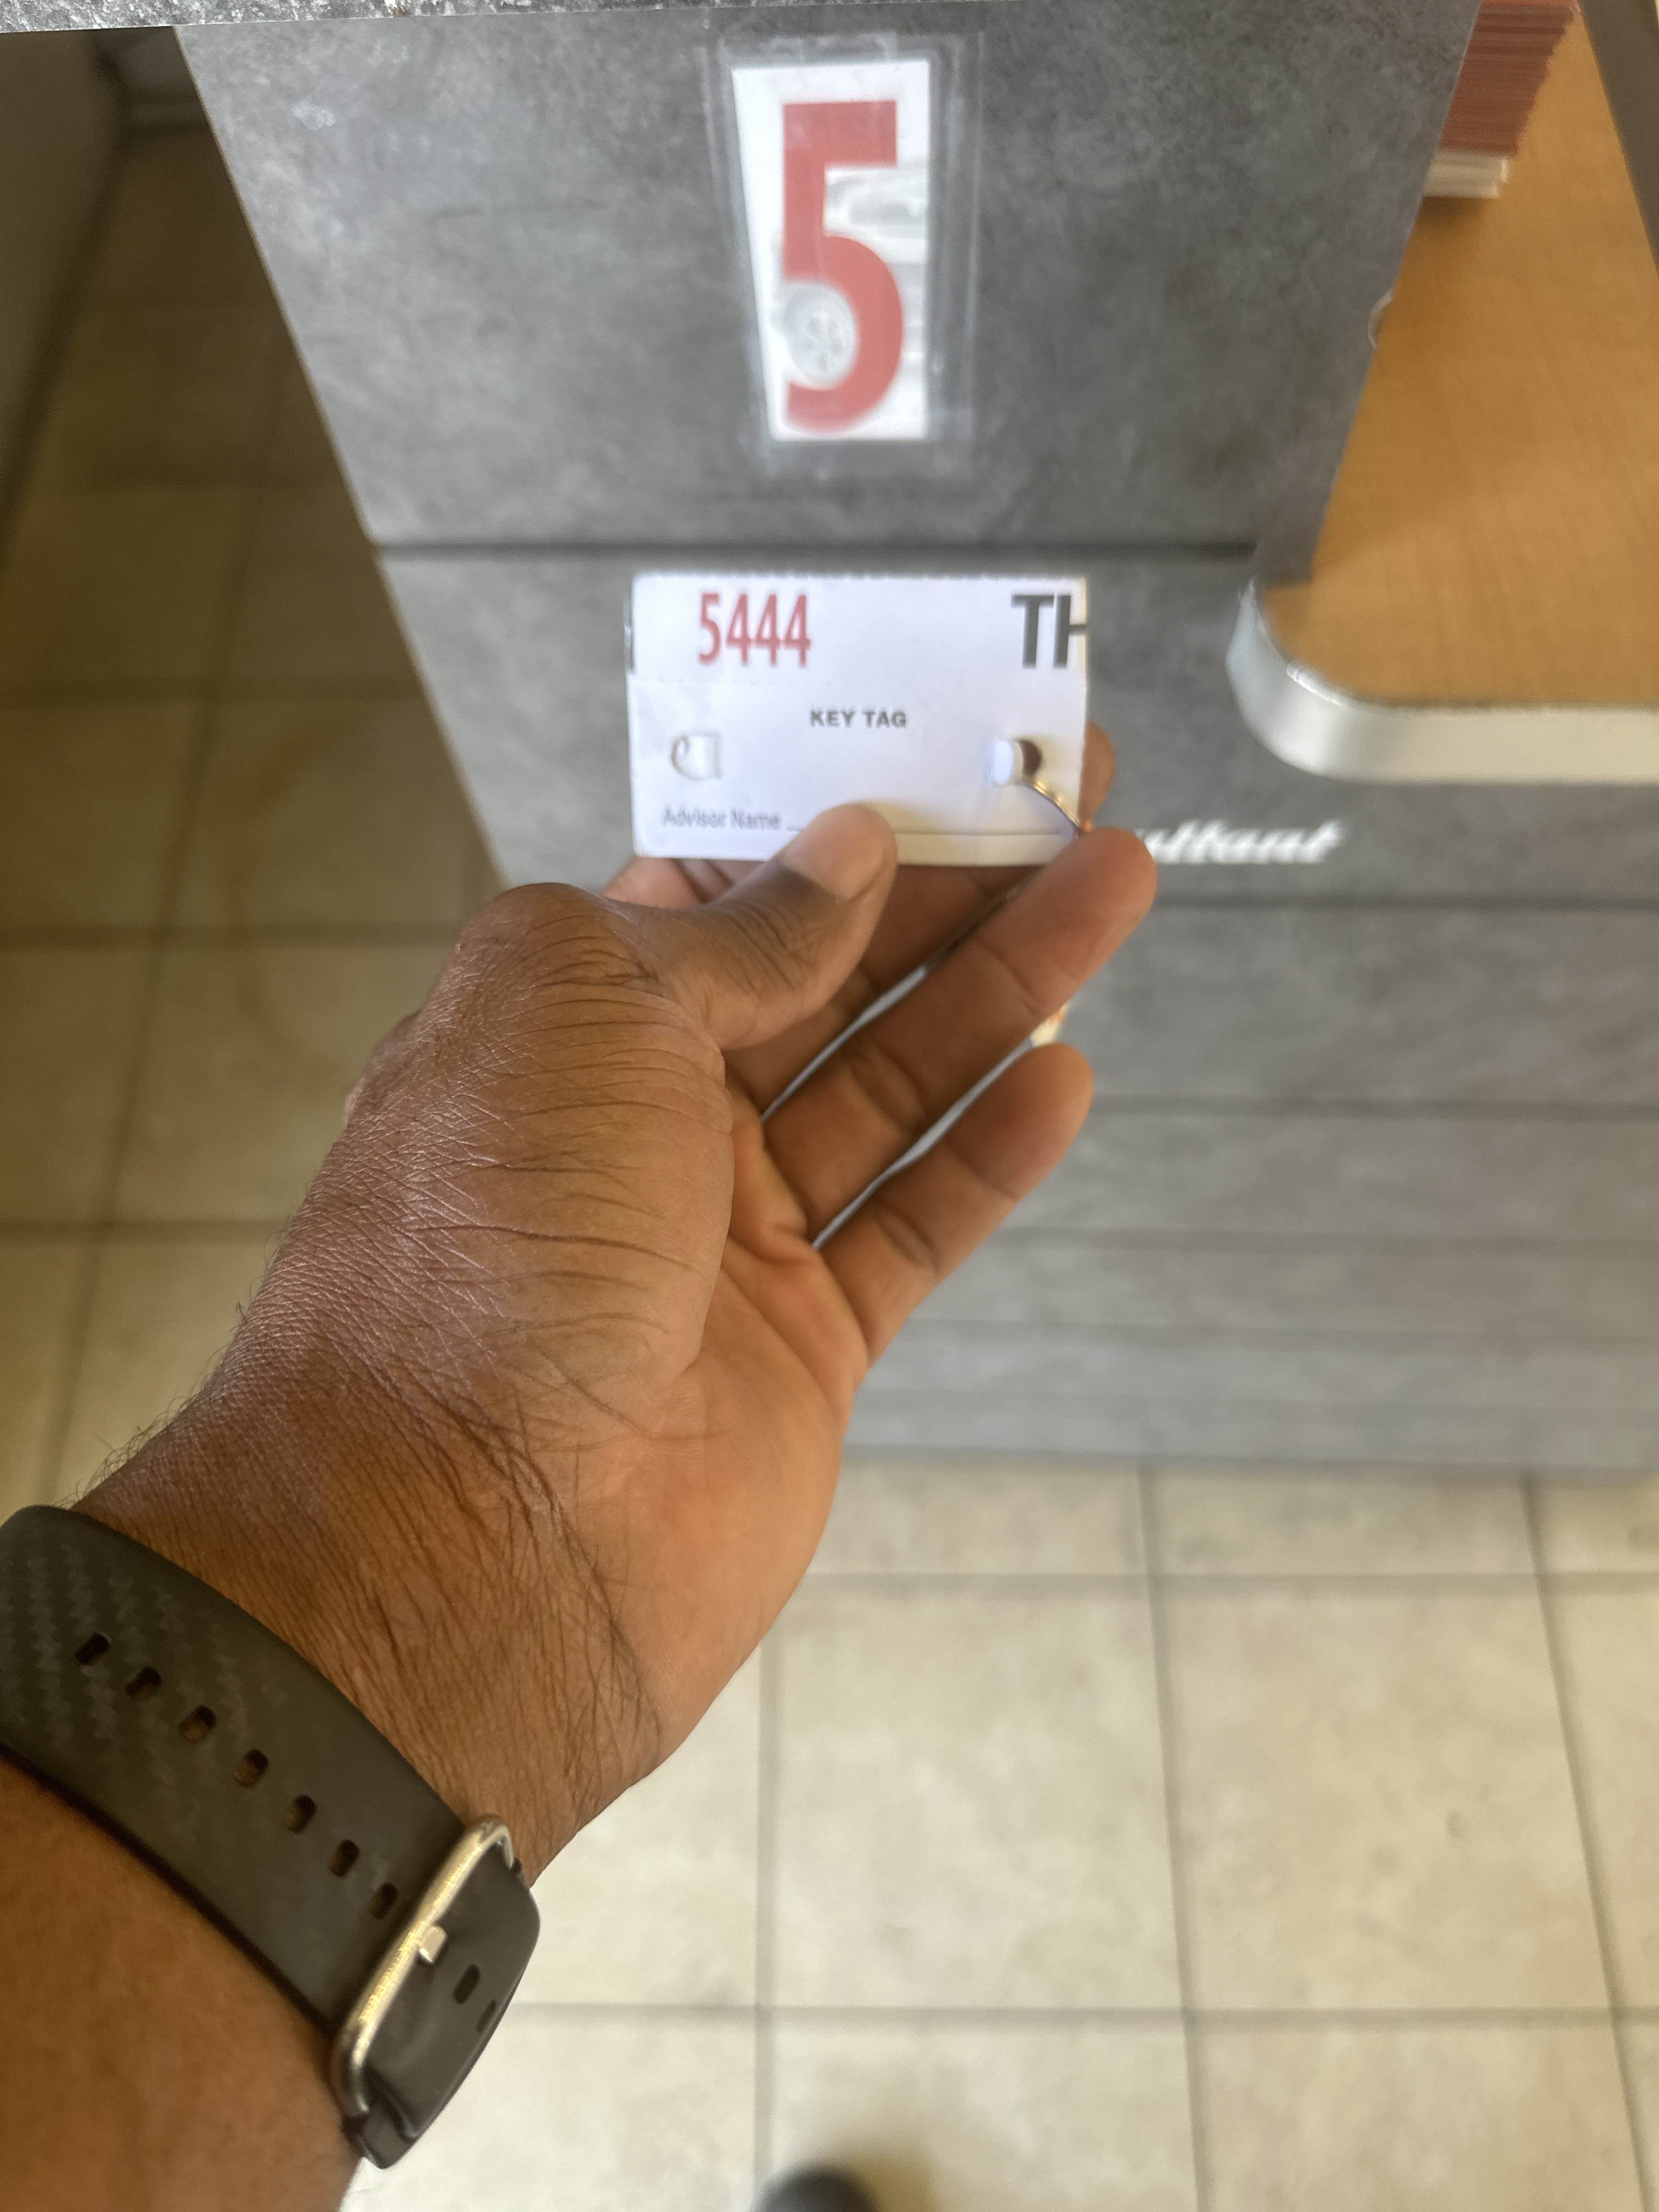 5
5444 TH
KEY TAG
Advisor Name